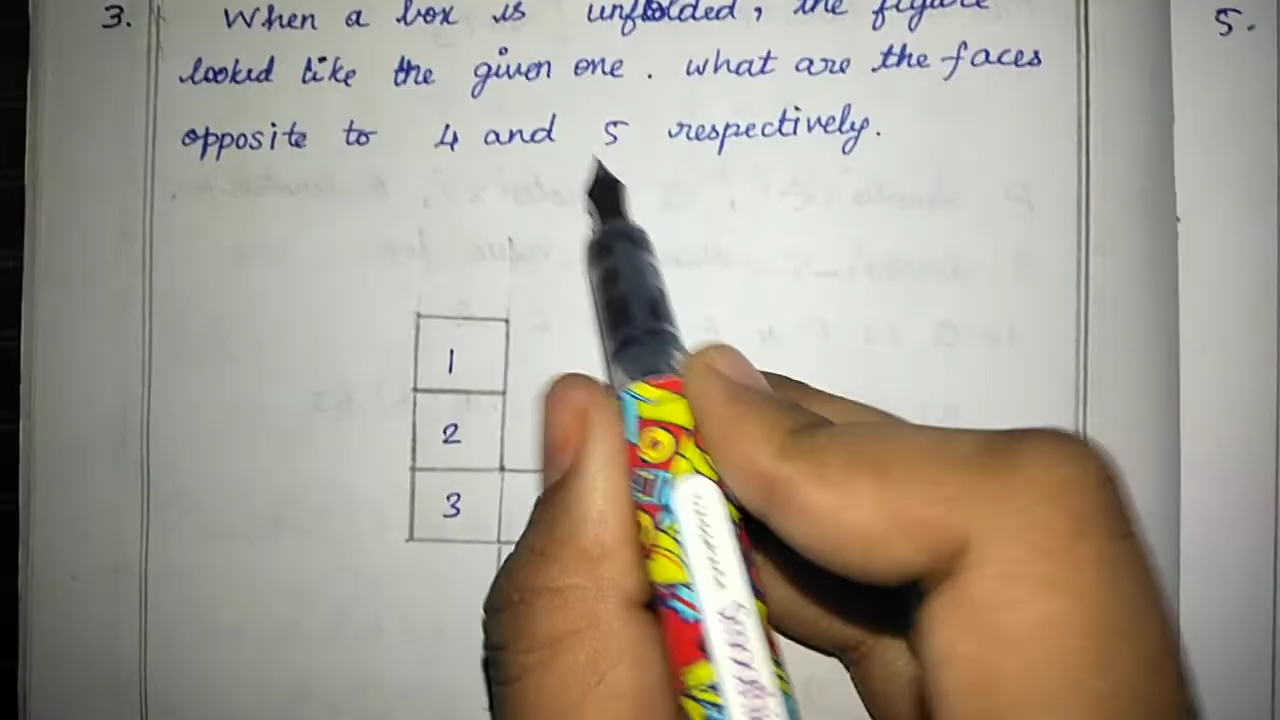 3. When a box is unfolded, the figure
looked like the given one. what are the faces
opposite to 4 and 5 respectively.
1
2
3
5.